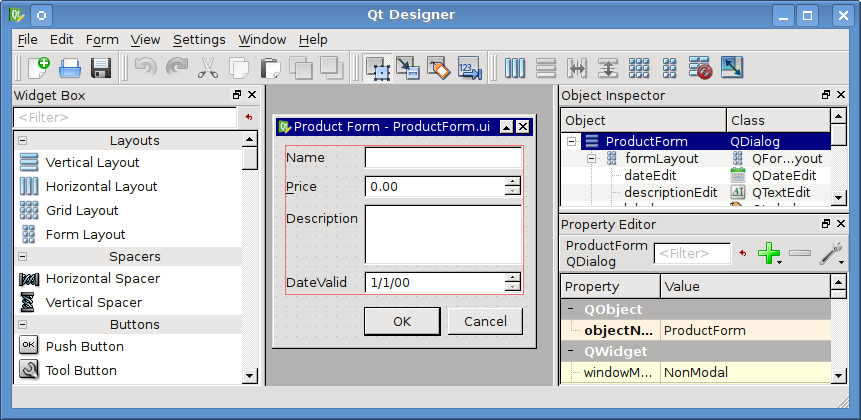 Qt Designer
File Edit Form View Settings Window Help
Widget Box
<Filter>
Layouts
Vertical Layout
Horizontal Layout
Grid Layout
Form Layout
Spacers
Horizontal Spacer
Vertical Spacer
Buttons
OK Push Button
Tool Button
Product Form - ProductForm.ui
Name
Price 0.00
Description
DateValid 1/1/00
OK Cancel
Object Inspector
Object Class
ProductForm QDialog
formLayout QFor...yout
dateEdit QDateEdit
descriptionEdit QTextEdit
Property Editor
ProductForm
QDialog
<Filter>
Property Value
QObject
objectN... ProductForm
QWidget
windowM... NonModal